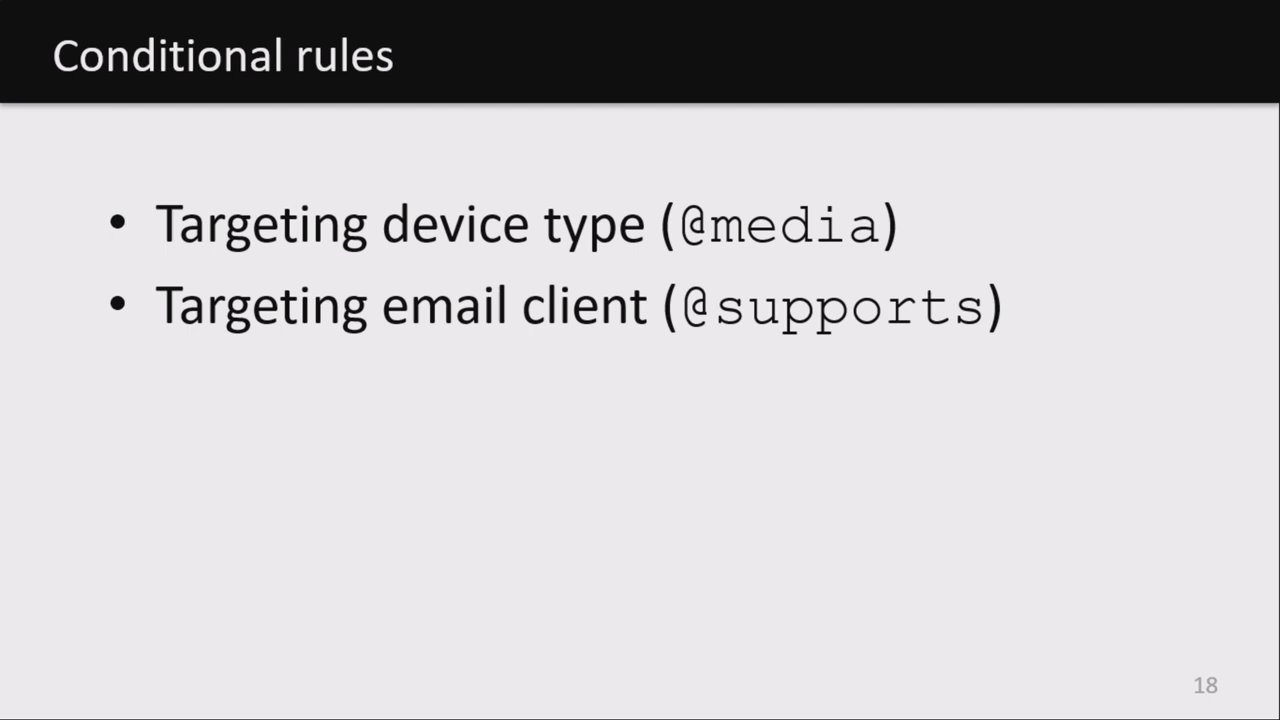 Conditional rules
• Targeting device type (@media)
• Targeting email client (@supports)
18